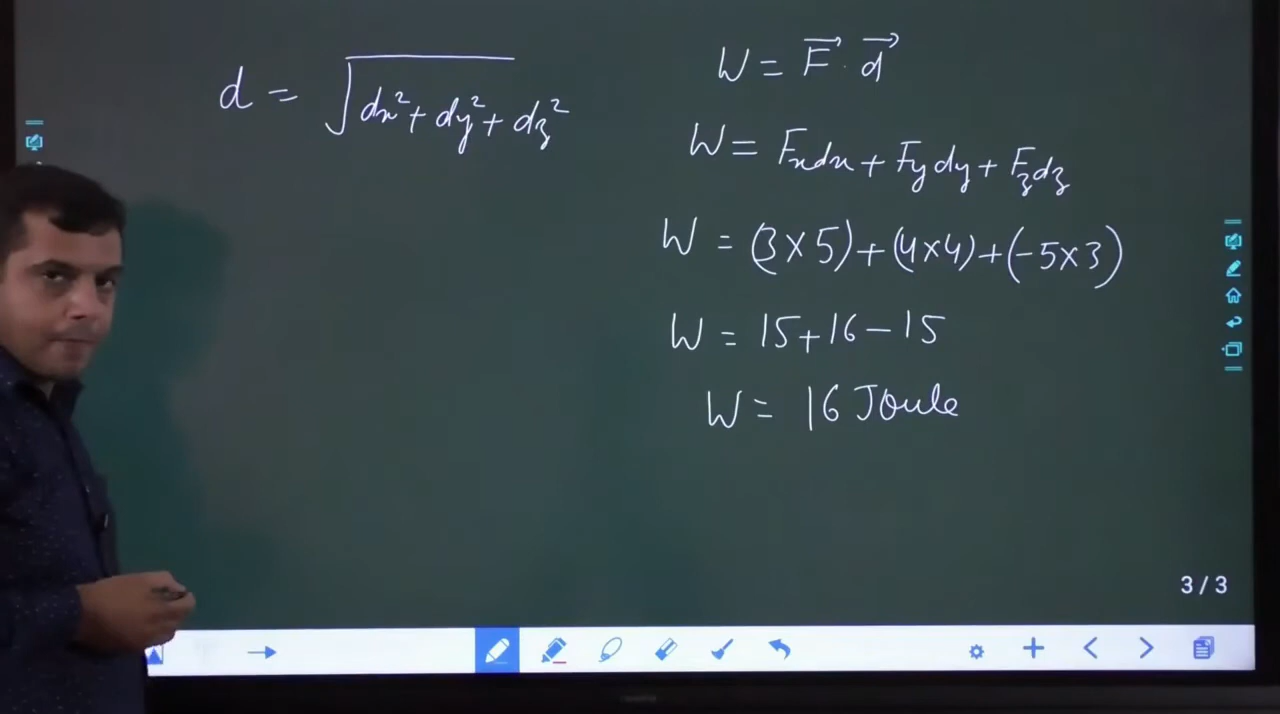 d = √dx²+dy²+dz²
W = F⃗ . d⃗
W = Fxdx + Fydy + Fzdz
W = (3×5)+(4×4)+(-5×3)
W = 15+16-15
W = 16 Joule
3 / 3